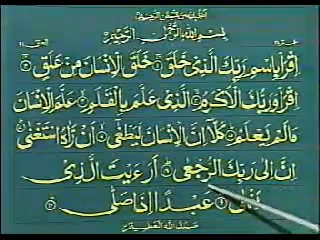 بسم الله الرحمن الرحيم
اقرأ باسم ربك الذي خلق ۝ خلق الإنسان من علق ۝
اقرأ وربك الأكرم ۝ الذي علم بالقلم ۝ علم الإنسان
ما لم يعلم ۝ كلا إن الإنسان ليطغى ۝ أن رآه استغنى ۝
إن إلى ربك الرجعى ۝ أرءيت الذي
ينهى ۝ عبدا إذا صلى ۝